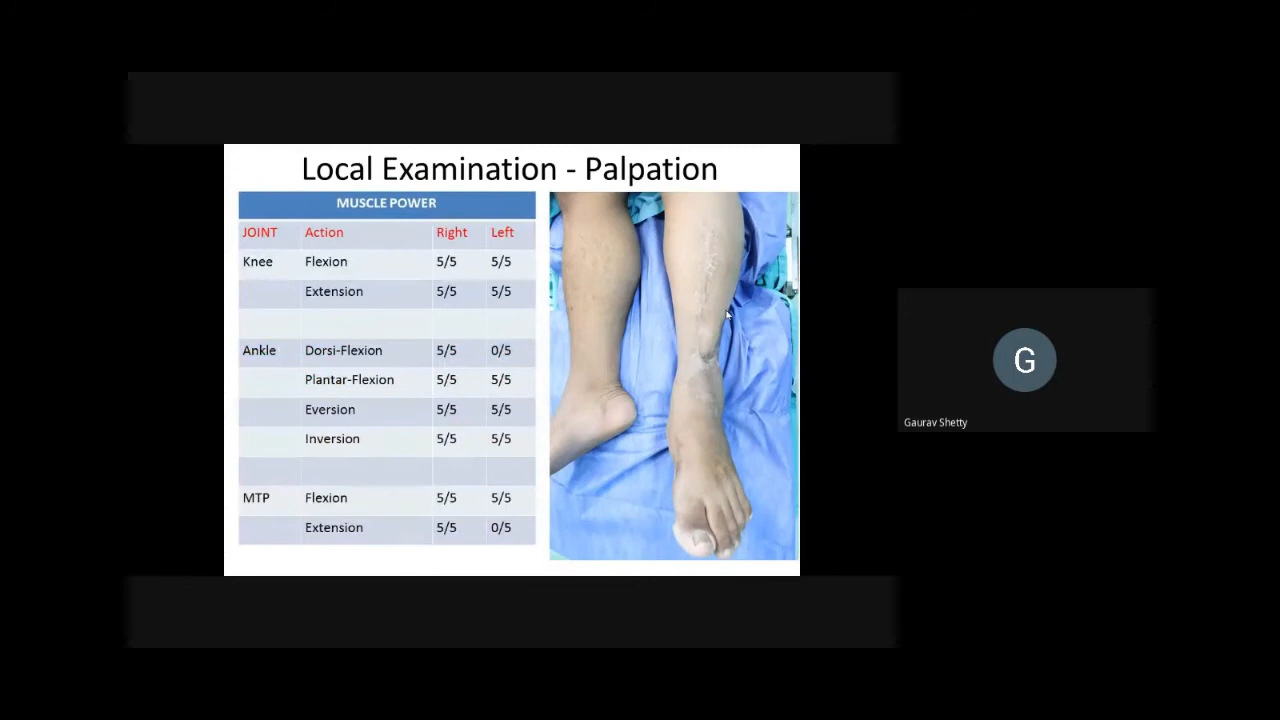 Local Examination - Palpation
MUSCLE POWER
JOINT Action Right Left
Knee Flexion 5/5 5/5
Extension 5/5 5/5
Ankle Dorsi-Flexion 5/5 0/5
Plantar-Flexion 5/5 5/5
Eversion 5/5 5/5
Inversion 5/5 5/5
MTP Flexion 5/5 5/5
Extension 5/5 0/5
G
Gaurav Shetty